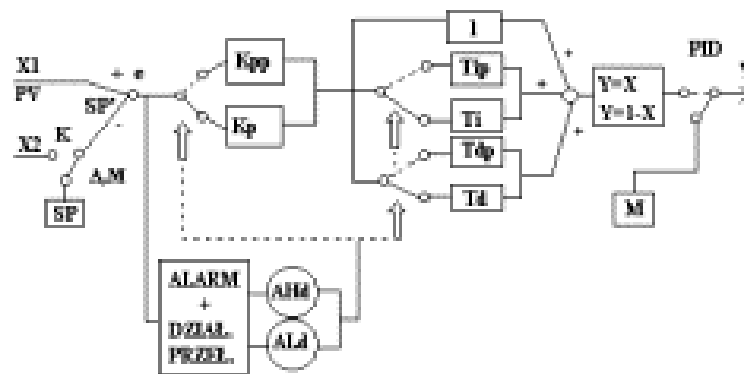 X1
PV
+ e
SP'
-
X2
K
A,M
SP
Kpp
Kp
1
Tip
Ti
Tdp
Td
+
+
+
Y=X
Y=1-X
PID
M
ALARM
+
DZIAŁ.
PRZEŁ.
AHd
ALd